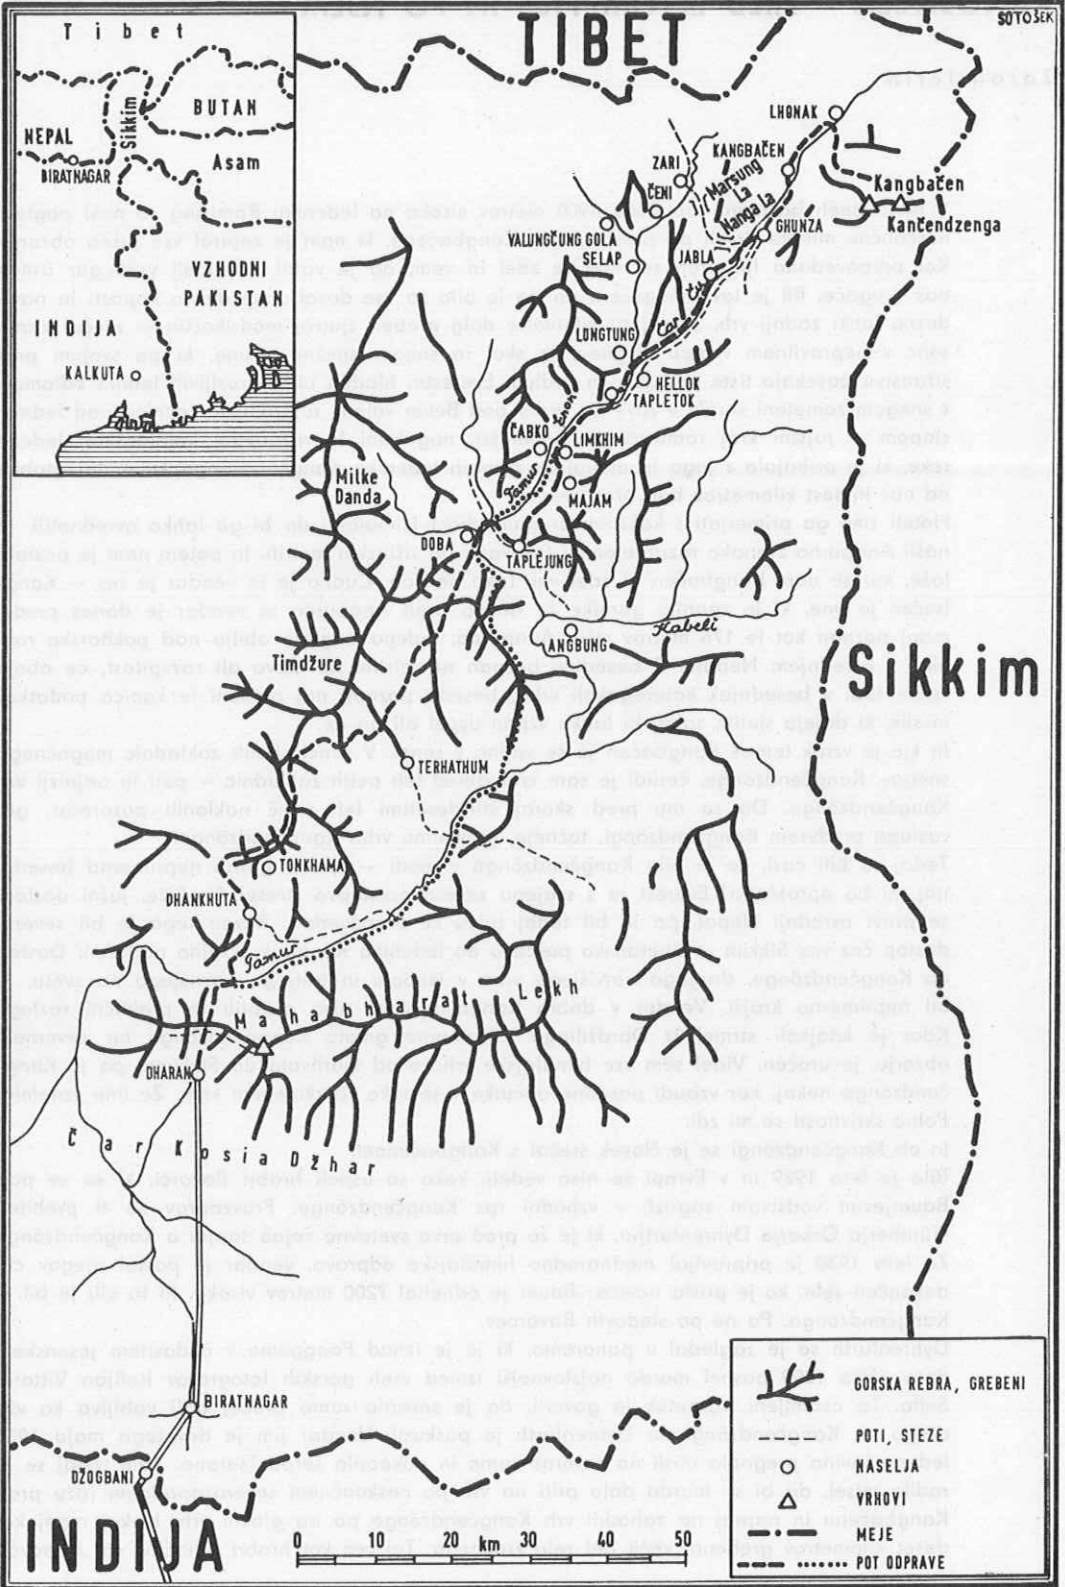 SOTOŠEK
Tibet
Sikkim
BUTAN
NEPAL
BIRATNAGAR
Asam
VZHODNI
PAKISTAN
INDIJA
KALKUTA
TIBET
LHONAK
ZARI
KANGBAČEN
ČENI
Marsung
La
Kanga La
Kangbačen
Kančendzenga
VALUNGČUNG GOLA
GHUNZA
SELAP
JABLA
LONGTUNG
HELLOK
TAPLETOK
ČABKO
LIMKHIM
Tamur
Milke
Danda
MAJAM
DOBA
TAPLEJUNG
Kabeli
ANGBUNG
Timdžure
Sikkim
TERHATHUM
TONKHAMA
DHANKHUTA
Tamur
Mahabharat Lekh
DHARAN
Čar Kosia Džhar
BIRATNAGAR
DŽOGBANI
INDIJA
0 10 20 30 40 50
km
GORSKA REBRA, GREBENI
POTI, STEZE
NASELJA
VRHOVI
MEJE
POT ODPRAVE